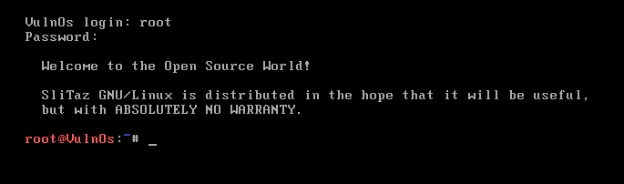 VulnOs login: root
Password:
Welcome to the Open Source World!
SliTaz GNU/Linux is distributed in the hope that it will be useful,
but with ABSOLUTELY NO WARRANTY.
root@VulnOs:~# _